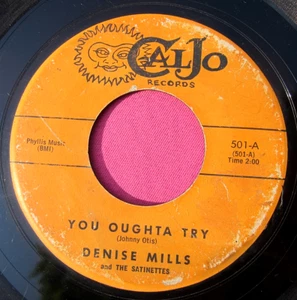 CALJO
RECORDS
Phyllis Music
(BMI)
501-A
(501-A)
Time 2:00
YOU OUGHTA TRY
(Johnny Otis)
DENISE MILLS
and THE SATINETTES